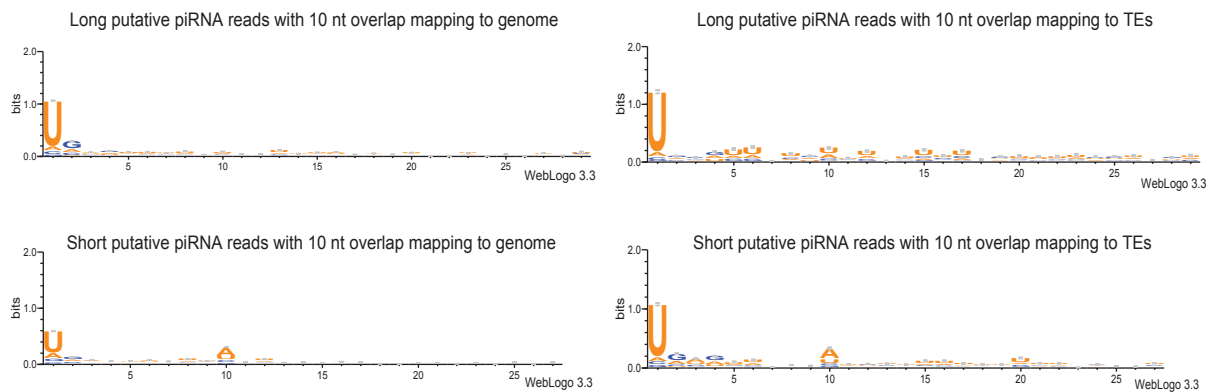 Long putative piRNA reads with 10 nt overlap mapping to genome
2.0
1.0
0.0
bits
U
G
5
10
15
20
25
WebLogo 3.3
Long putative piRNA reads with 10 nt overlap mapping to TEs
2.0
1.0
0.0
bits
U
G
U
U
U
U
U
U
5
10
15
20
25
WebLogo 3.3
Short putative piRNA reads with 10 nt overlap mapping to genome
2.0
1.0
0.0
bits
U
A
A
5
10
15
20
25
WebLogo 3.3
Short putative piRNA reads with 10 nt overlap mapping to TEs
2.0
1.0
0.0
bits
U
G
A
G
A
U
U
5
10
15
20
25
WebLogo 3.3